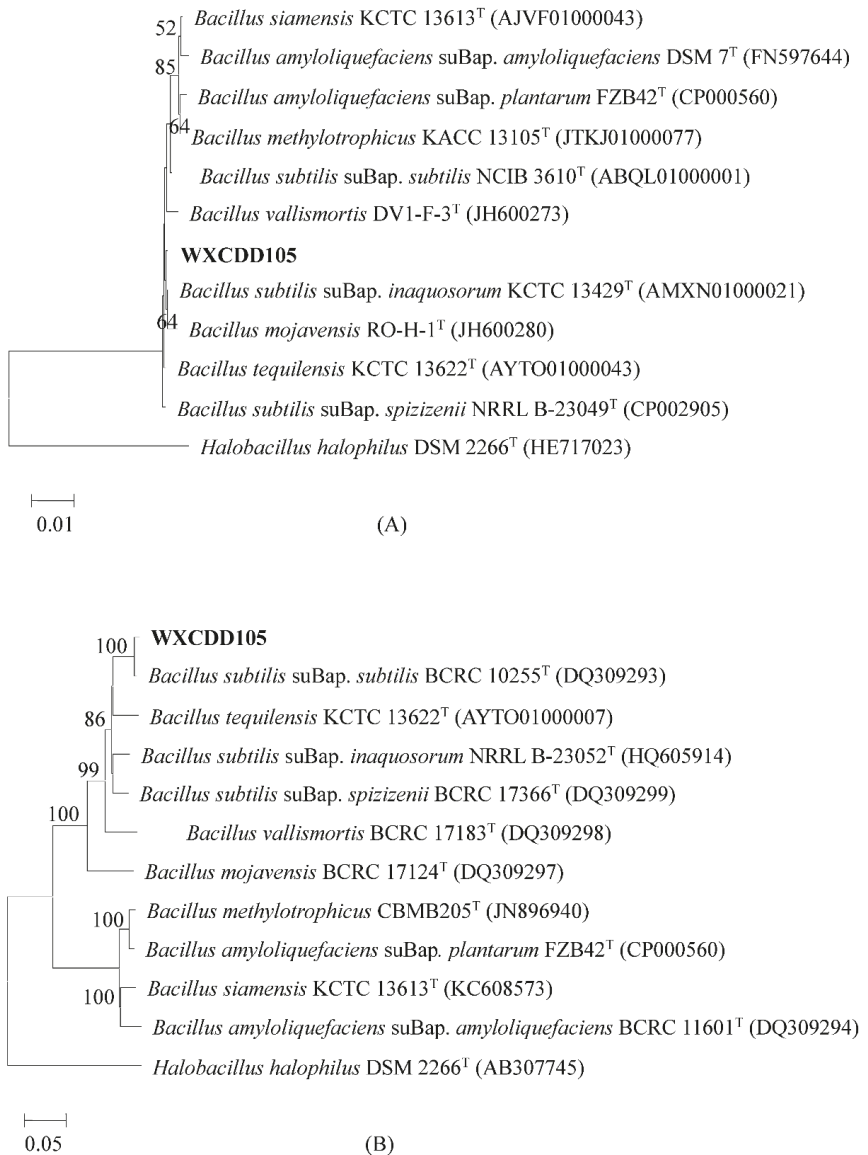 Bacillus siamensis KCTC 13613T (AJVF01000043)
52
Bacillus amyloliquefaciens suBap. amyloliquefaciens DSM 7T (FN597644)
85
Bacillus amyloliquefaciens suBap. plantarum FZB42T (CP000560)
64
Bacillus methylotrophicus KACC 13105T (JTKJ01000077)
Bacillus subtilis suBap. subtilis NCIB 3610T (ABQL01000001)
Bacillus vallismortis DV1-F-3T (JH600273)
WXCDD105
Bacillus subtilis suBap. inaquosorum KCTC 13429T (AMXN01000021)
64
Bacillus mojavensis RO-H-1T (JH600280)
Bacillus tequilensis KCTC 13622T (AYTO01000043)
Bacillus subtilis suBap. spizizenii NRRL B-23049T (CP002905)
Halobacillus halophilus DSM 2266T (HE717023)
0.01
(A)
100
WXCDD105
Bacillus subtilis suBap. subtilis BCRC 10255T (DQ309293)
86
Bacillus tequilensis KCTC 13622T (AYTO01000007)
Bacillus subtilis suBap. inaquosorum NRRL B-23052T (HQ605914)
99
Bacillus subtilis suBap. spizizenii BCRC 17366T (DQ309299)
100
Bacillus vallismortis BCRC 17183T (DQ309298)
Bacillus mojavensis BCRC 17124T (DQ309297)
100
Bacillus methylotrophicus CBMB205T (JN896940)
Bacillus amyloliquefaciens suBap. plantarum FZB42T (CP000560)
100
Bacillus siamensis KCTC 13613T (KC608573)
Bacillus amyloliquefaciens suBap. amyloliquefaciens BCRC 11601T (DQ309294)
Halobacillus halophilus DSM 2266T (AB307745)
0.05
(B)